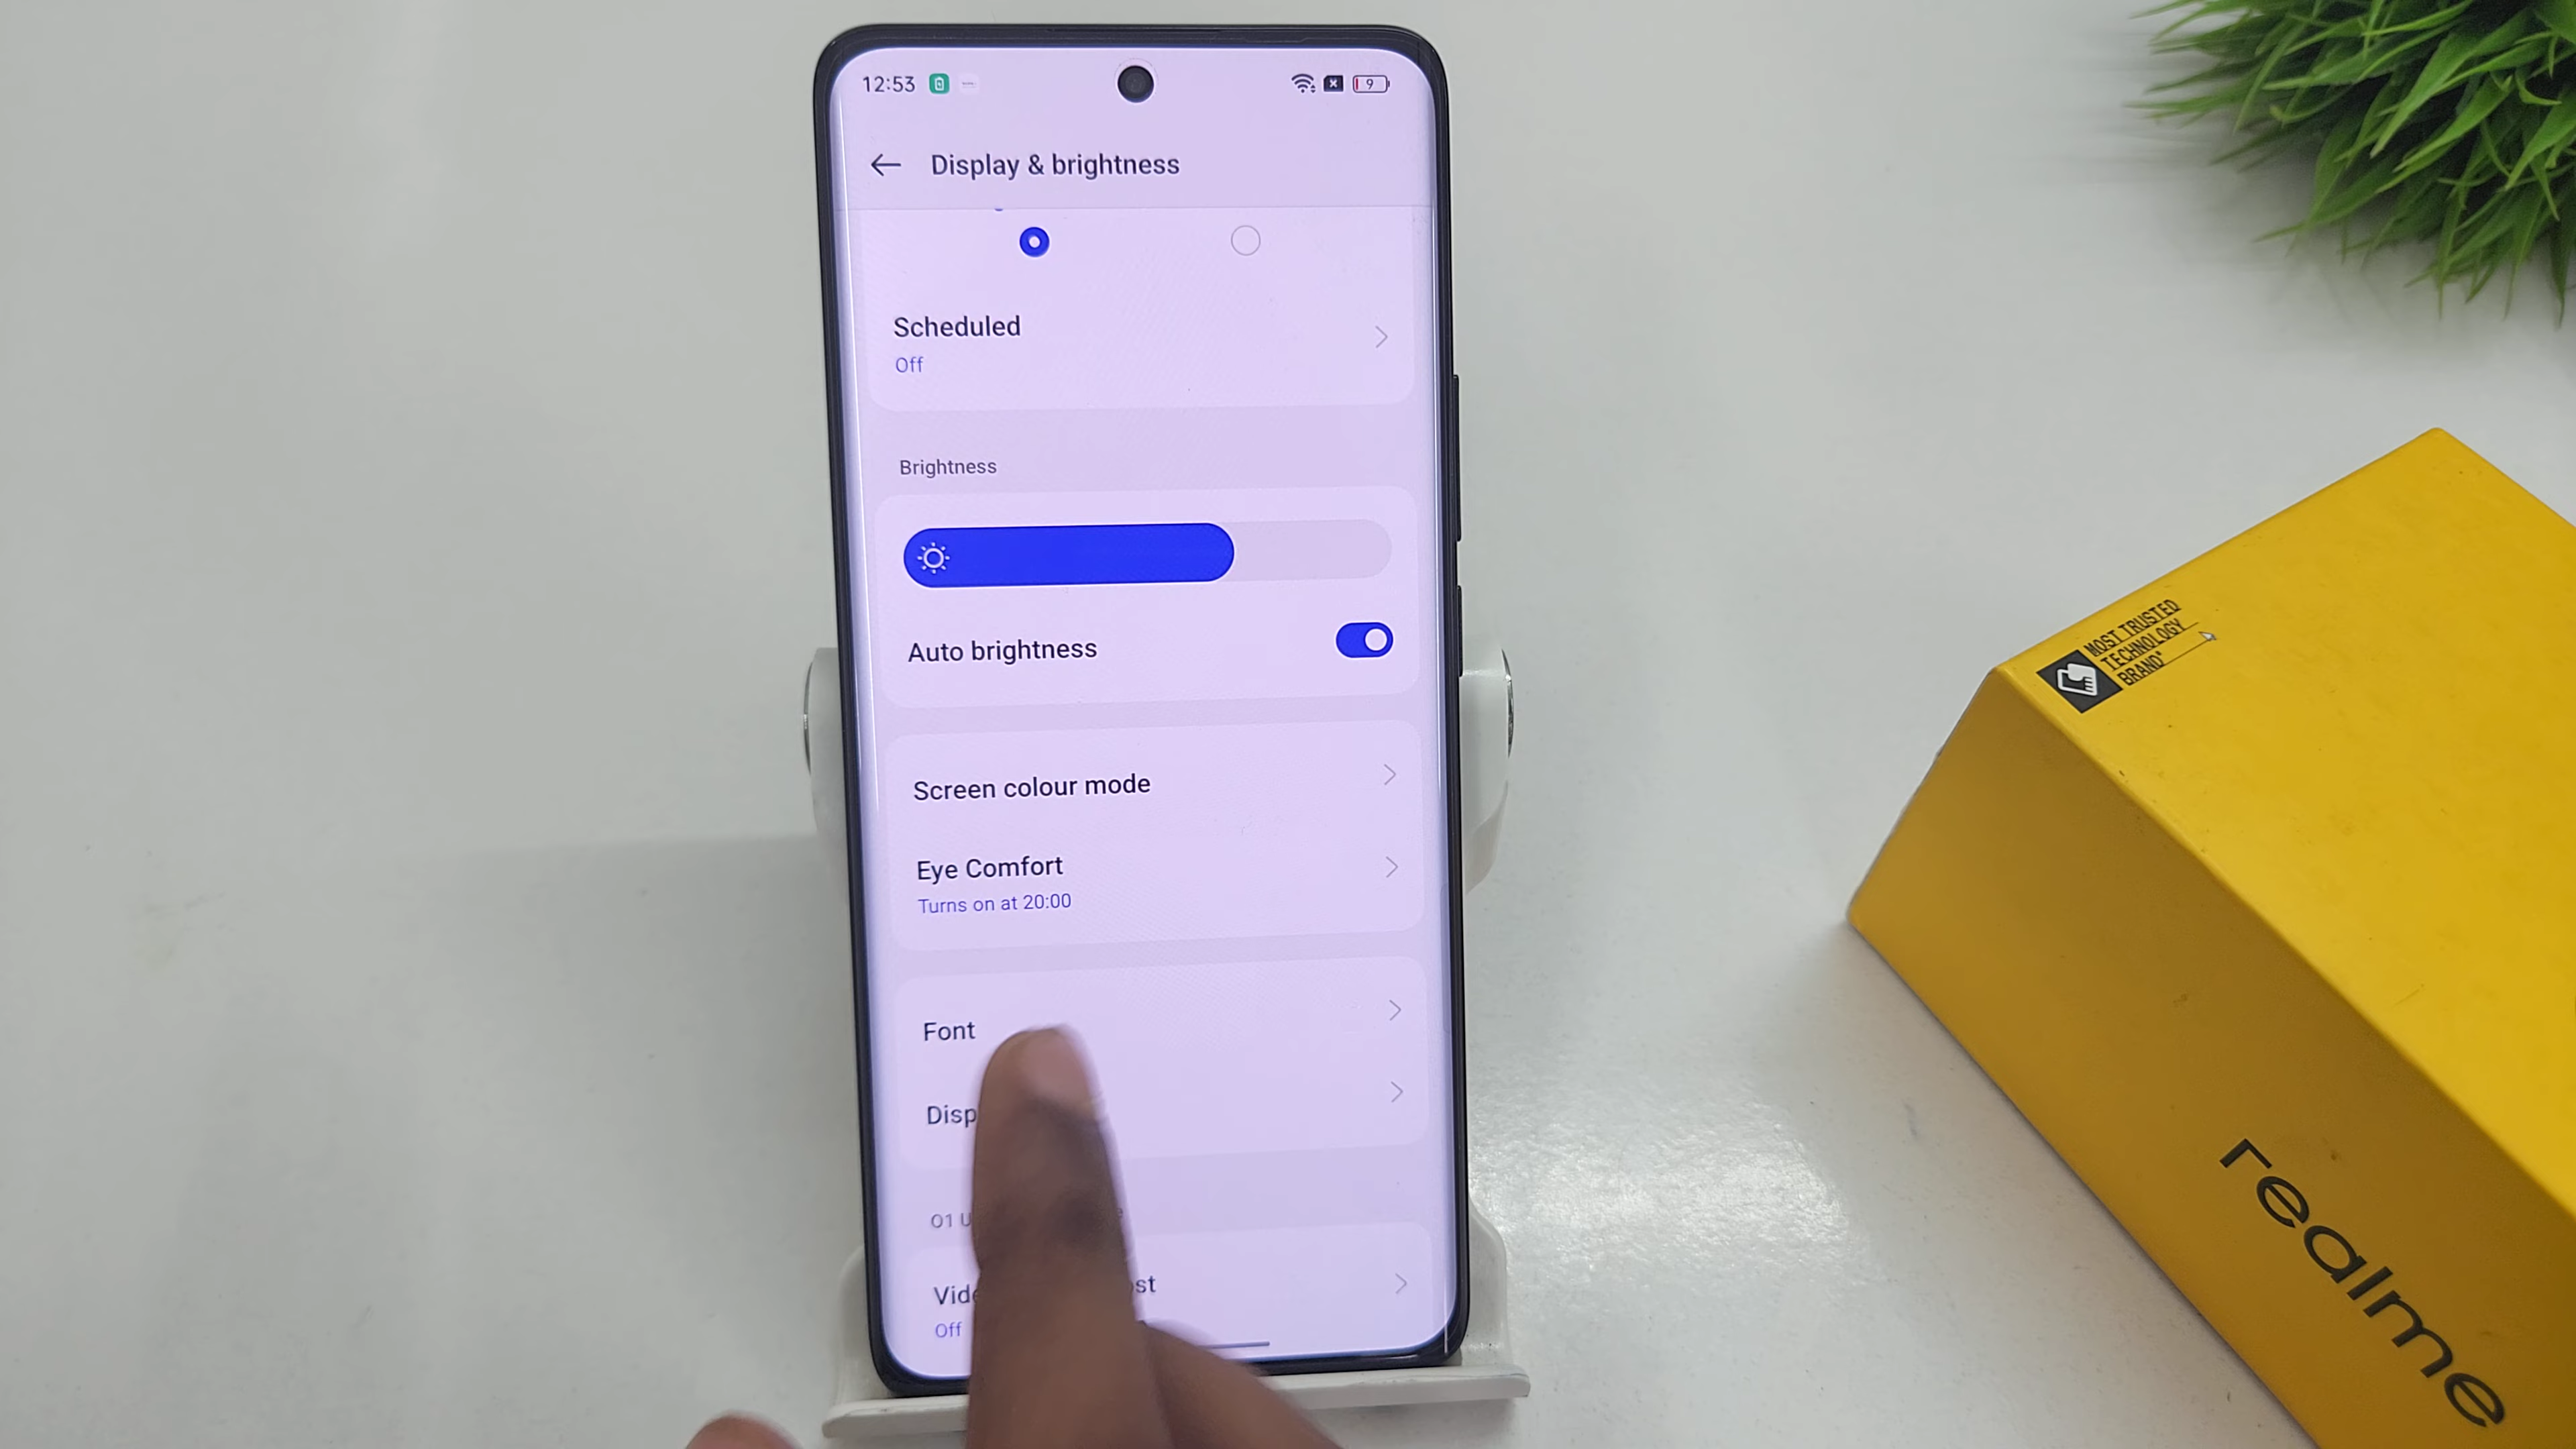 12:53
9
Display & brightness
Scheduled
Off
Brightness
Auto brightness
Screen colour mode
Eye Comfort
Turns on at 20:00
Font
Off
MOST TRUSTED
TECHNOLOGY
BRAND*
realme